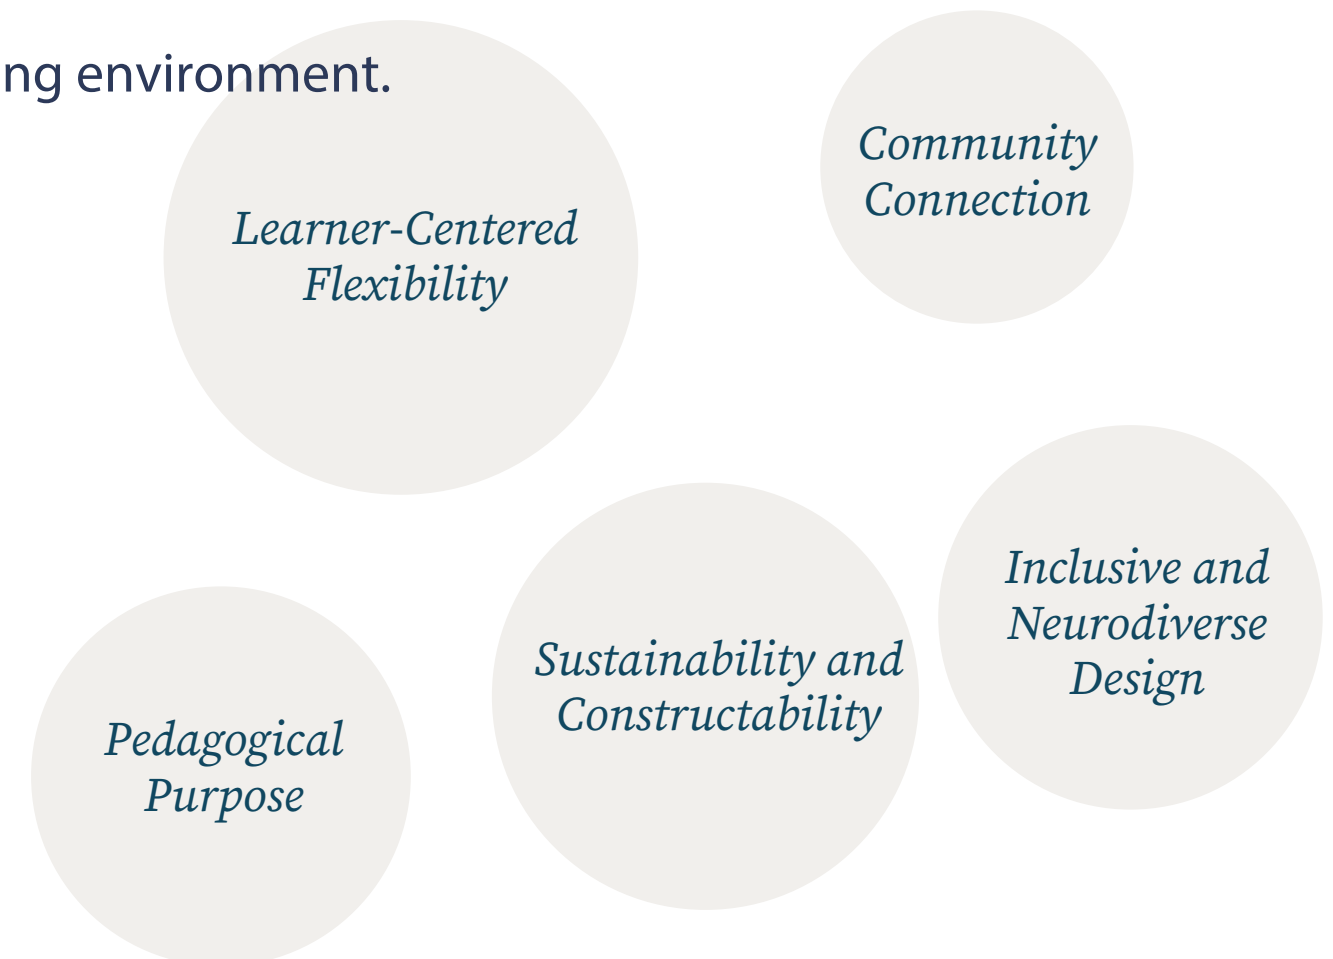 ng environment.
Community
Connection
Learner-Centered
Flexibility
Inclusive and
Neurodiverse
Design
Sustainability and
Constructability
Pedagogical
Purpose